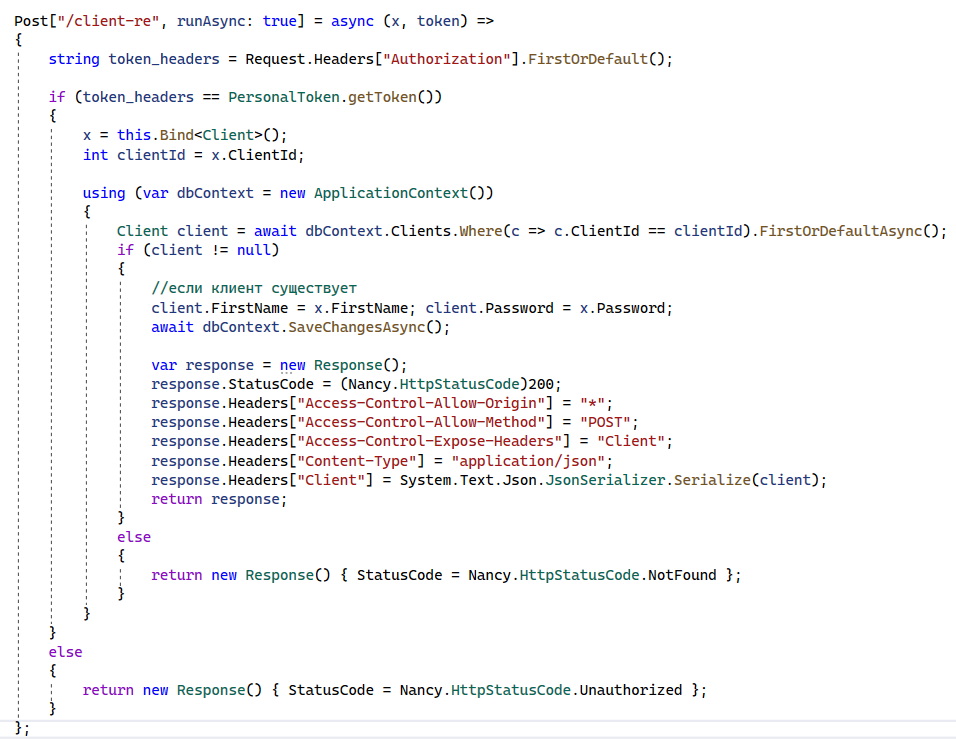 Post["/client-re", runAsync: true] = async (x, token) =>
{
string token_headers = Request.Headers["Authorization"].FirstOrDefault();
if (token_headers == PersonalToken.getToken())
{
x = this.Bind<Client>();
int clientId = x.ClientId;
using (var dbContext = new ApplicationContext())
{
Client client = await dbContext.Clients.Where(c => c.ClientId == clientId).FirstOrDefaultAsync();
if (client != null)
{
//если клиент существует
client.FirstName = x.FirstName; client.Password = x.Password;
await dbContext.SaveChangesAsync();
var response = new Response();
response.StatusCode = (Nancy.HttpStatusCode)200;
response.Headers["Access-Control-Allow-Origin"] = "*";
response.Headers["Access-Control-Allow-Method"] = "POST";
response.Headers["Access-Control-Expose-Headers"] = "Client";
response.Headers["Content-Type"] = "application/json";
response.Headers["Client"] = System.Text.Json.JsonSerializer.Serialize(client);
return response;
}
else
{
return new Response() { StatusCode = Nancy.HttpStatusCode.NotFound };
}
}
}
else
{
return new Response() { StatusCode = Nancy.HttpStatusCode.Unauthorized };
}
};